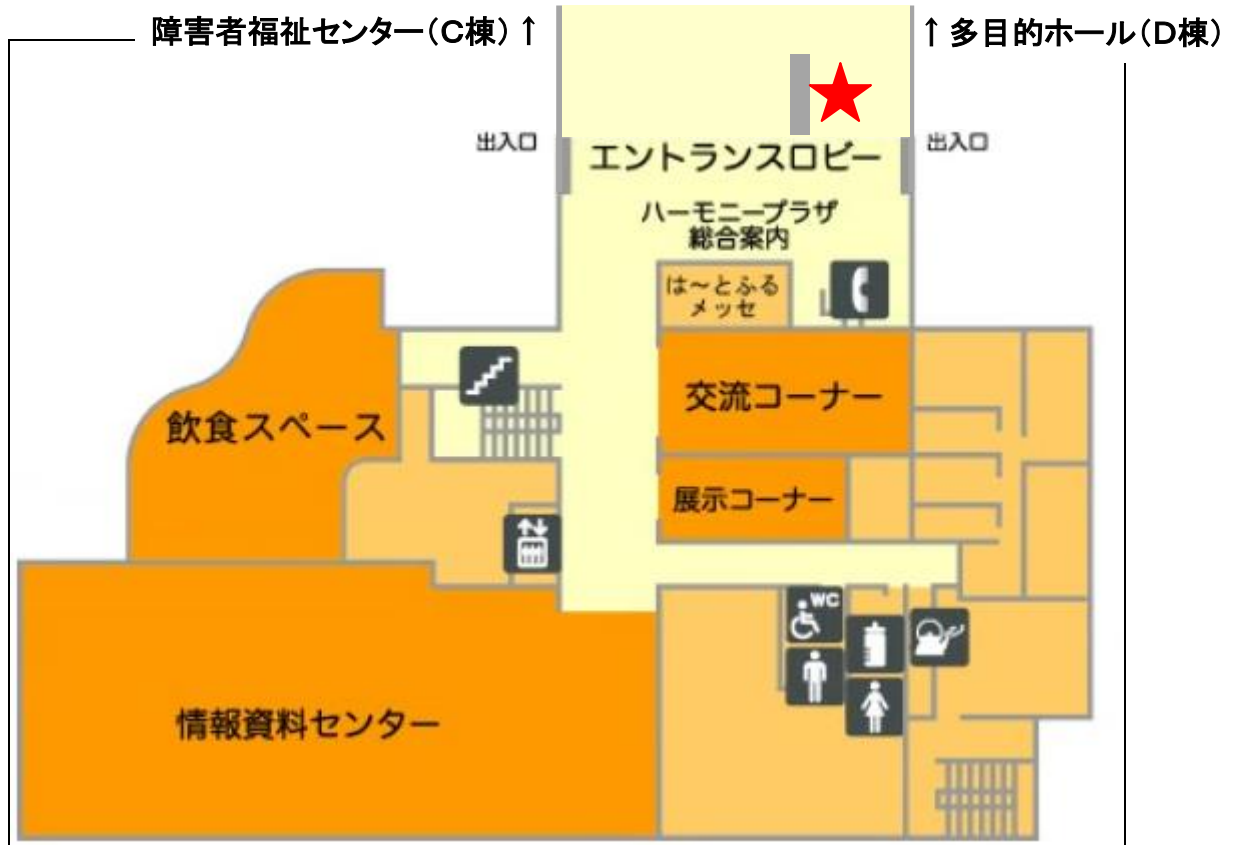 障害者福祉センター(C棟)↑
↑多目的ホール(D棟)
出入口
エントランスロビー
出入口
ハーモニープラザ
総合案内
は〜とふる
メッセ
交流コーナー
飲食スペース
展示コーナー
WC
情報資料センター